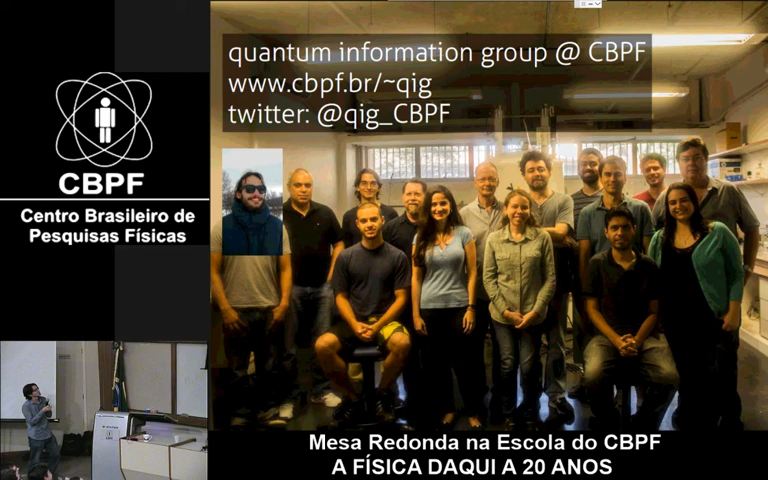 quantum information group @ CBPF
www.cbpf.br/~qig
twitter: @qig_CBPF
CBPF
Centro Brasileiro de
Pesquisas Físicas
Mesa Redonda na Escola do CBPF
A FÍSICA DAQUI A 20 ANOS